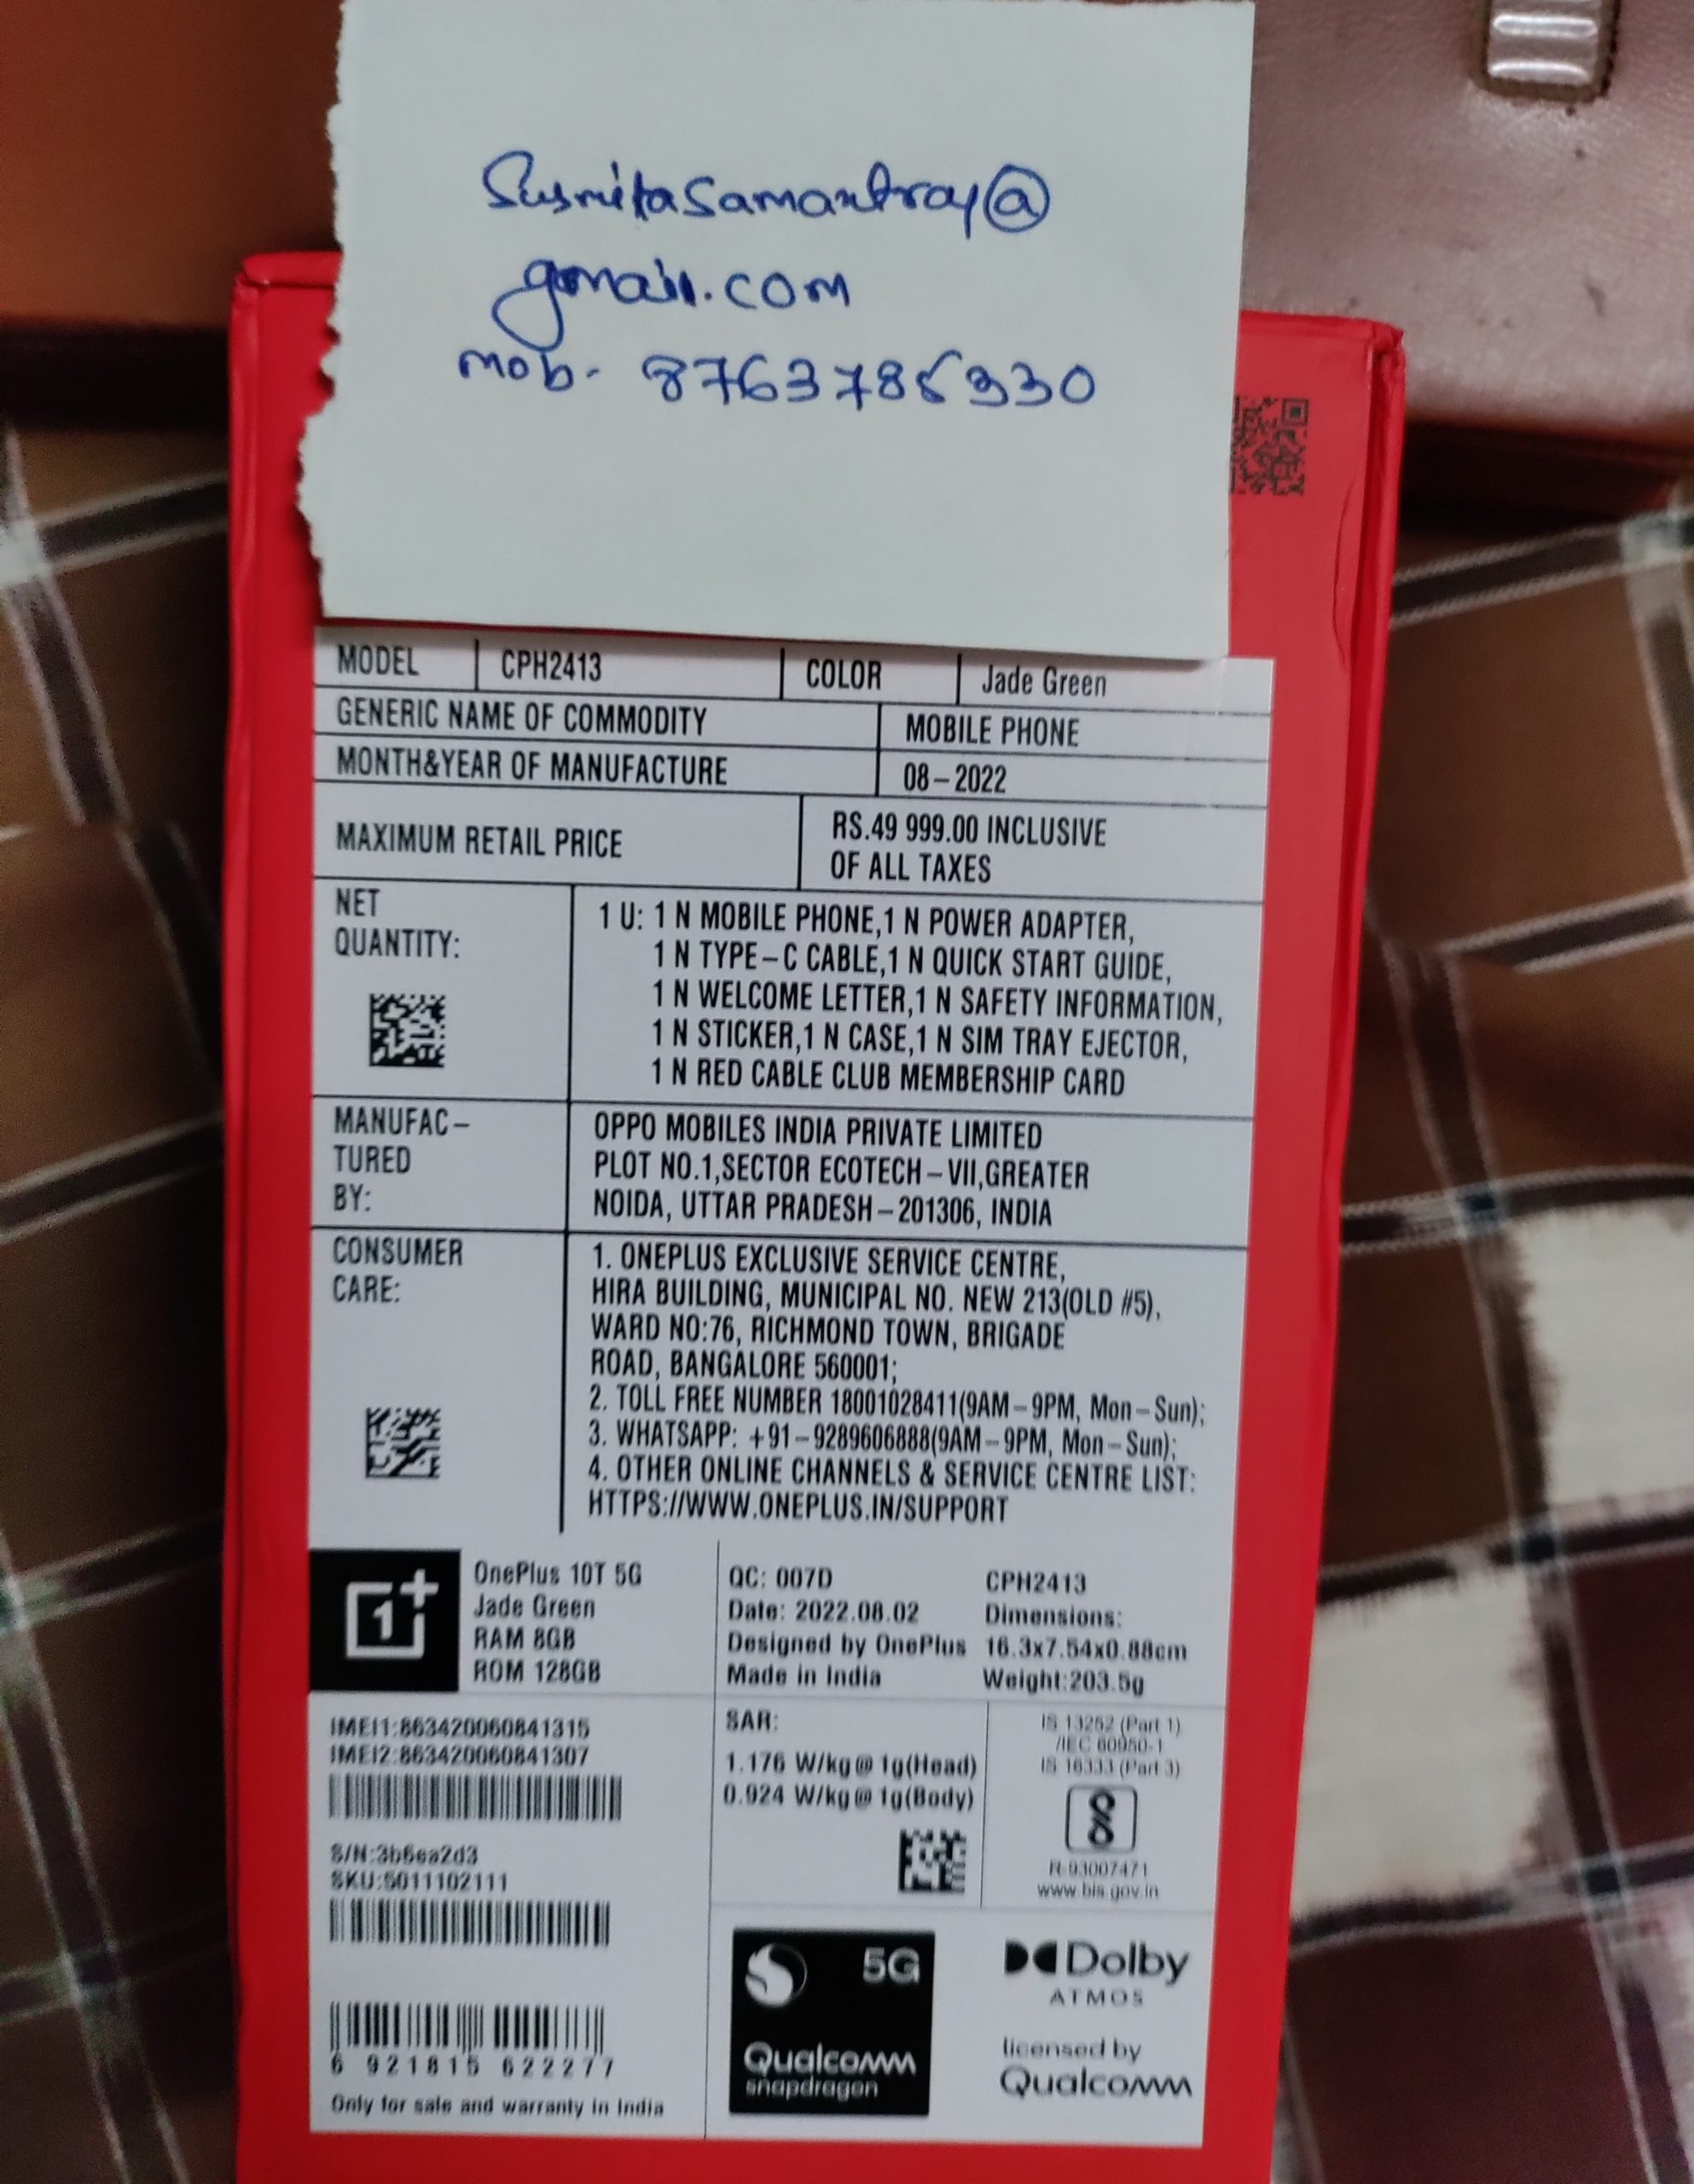 Susmitasamantray@
gmail.com
mob- 8763785330
MODEL CPH2413 COLOR Jade Green
GENERIC NAME OF COMMODITY MOBILE PHONE
MONTH&YEAR OF MANUFACTURE 08-2022
MAXIMUM RETAIL PRICE RS.49 999.00 INCLUSIVE
OF ALL TAXES
NET
QUANTITY:
1 U: 1 N MOBILE PHONE,1 N POWER ADAPTER,
1 N TYPE-C CABLE,1 N QUICK START GUIDE,
1 N WELCOME LETTER,1 N SAFETY INFORMATION,
1 N STICKER,1 N CASE,1 N SIM TRAY EJECTOR,
1 N RED CABLE CLUB MEMBERSHIP CARD
MANUFAC-
TURED
BY:
OPPO MOBILES INDIA PRIVATE LIMITED
PLOT NO.1,SECTOR ECOTECH-VII,GREATER
NOIDA, UTTAR PRADESH-201306, INDIA
CONSUMER
CARE:
1. ONEPLUS EXCLUSIVE SERVICE CENTRE,
HIRA BUILDING, MUNICIPAL NO. NEW 213(OLD #5),
WARD NO:76, RICHMOND TOWN, BRIGADE
ROAD, BANGALORE 560001;
2. TOLL FREE NUMBER 18001028411(9AM-9PM, Mon-Sun);
3. WHATSAPP: +91-9289606888(9AM-9PM, Mon-Sun);
4. OTHER ONLINE CHANNELS & SERVICE CENTRE LIST:
HTTPS://WWW.ONEPLUS.IN/SUPPORT
OnePlus 10T 5G
Jade Green
RAM 8GB
ROM 128GB
QC: 007D
Date: 2022.08.02
Designed by OnePlus
Made in India
CPH2413
Dimensions:
16.3x7.54x0.88cm
Weight:203.5g
IMEI1:863420060841315
IMEI2:863420060841307
S/N:3b6ea2d3
SKU:5011102111
6 921815 622277
Only for sale and warranty in India
SAR:
1.176 W/kg@ 1g(Head)
0.924 W/kg@ 1g(Body)
IS 13252 (Part 1)
/IEC 60950-1
IS 16333 (Part 3)
R-93007471
www.bis.gov.in
5G
Qualcomm
snapdragon
Dolby
ATMOS
licensed by
Qualcomm